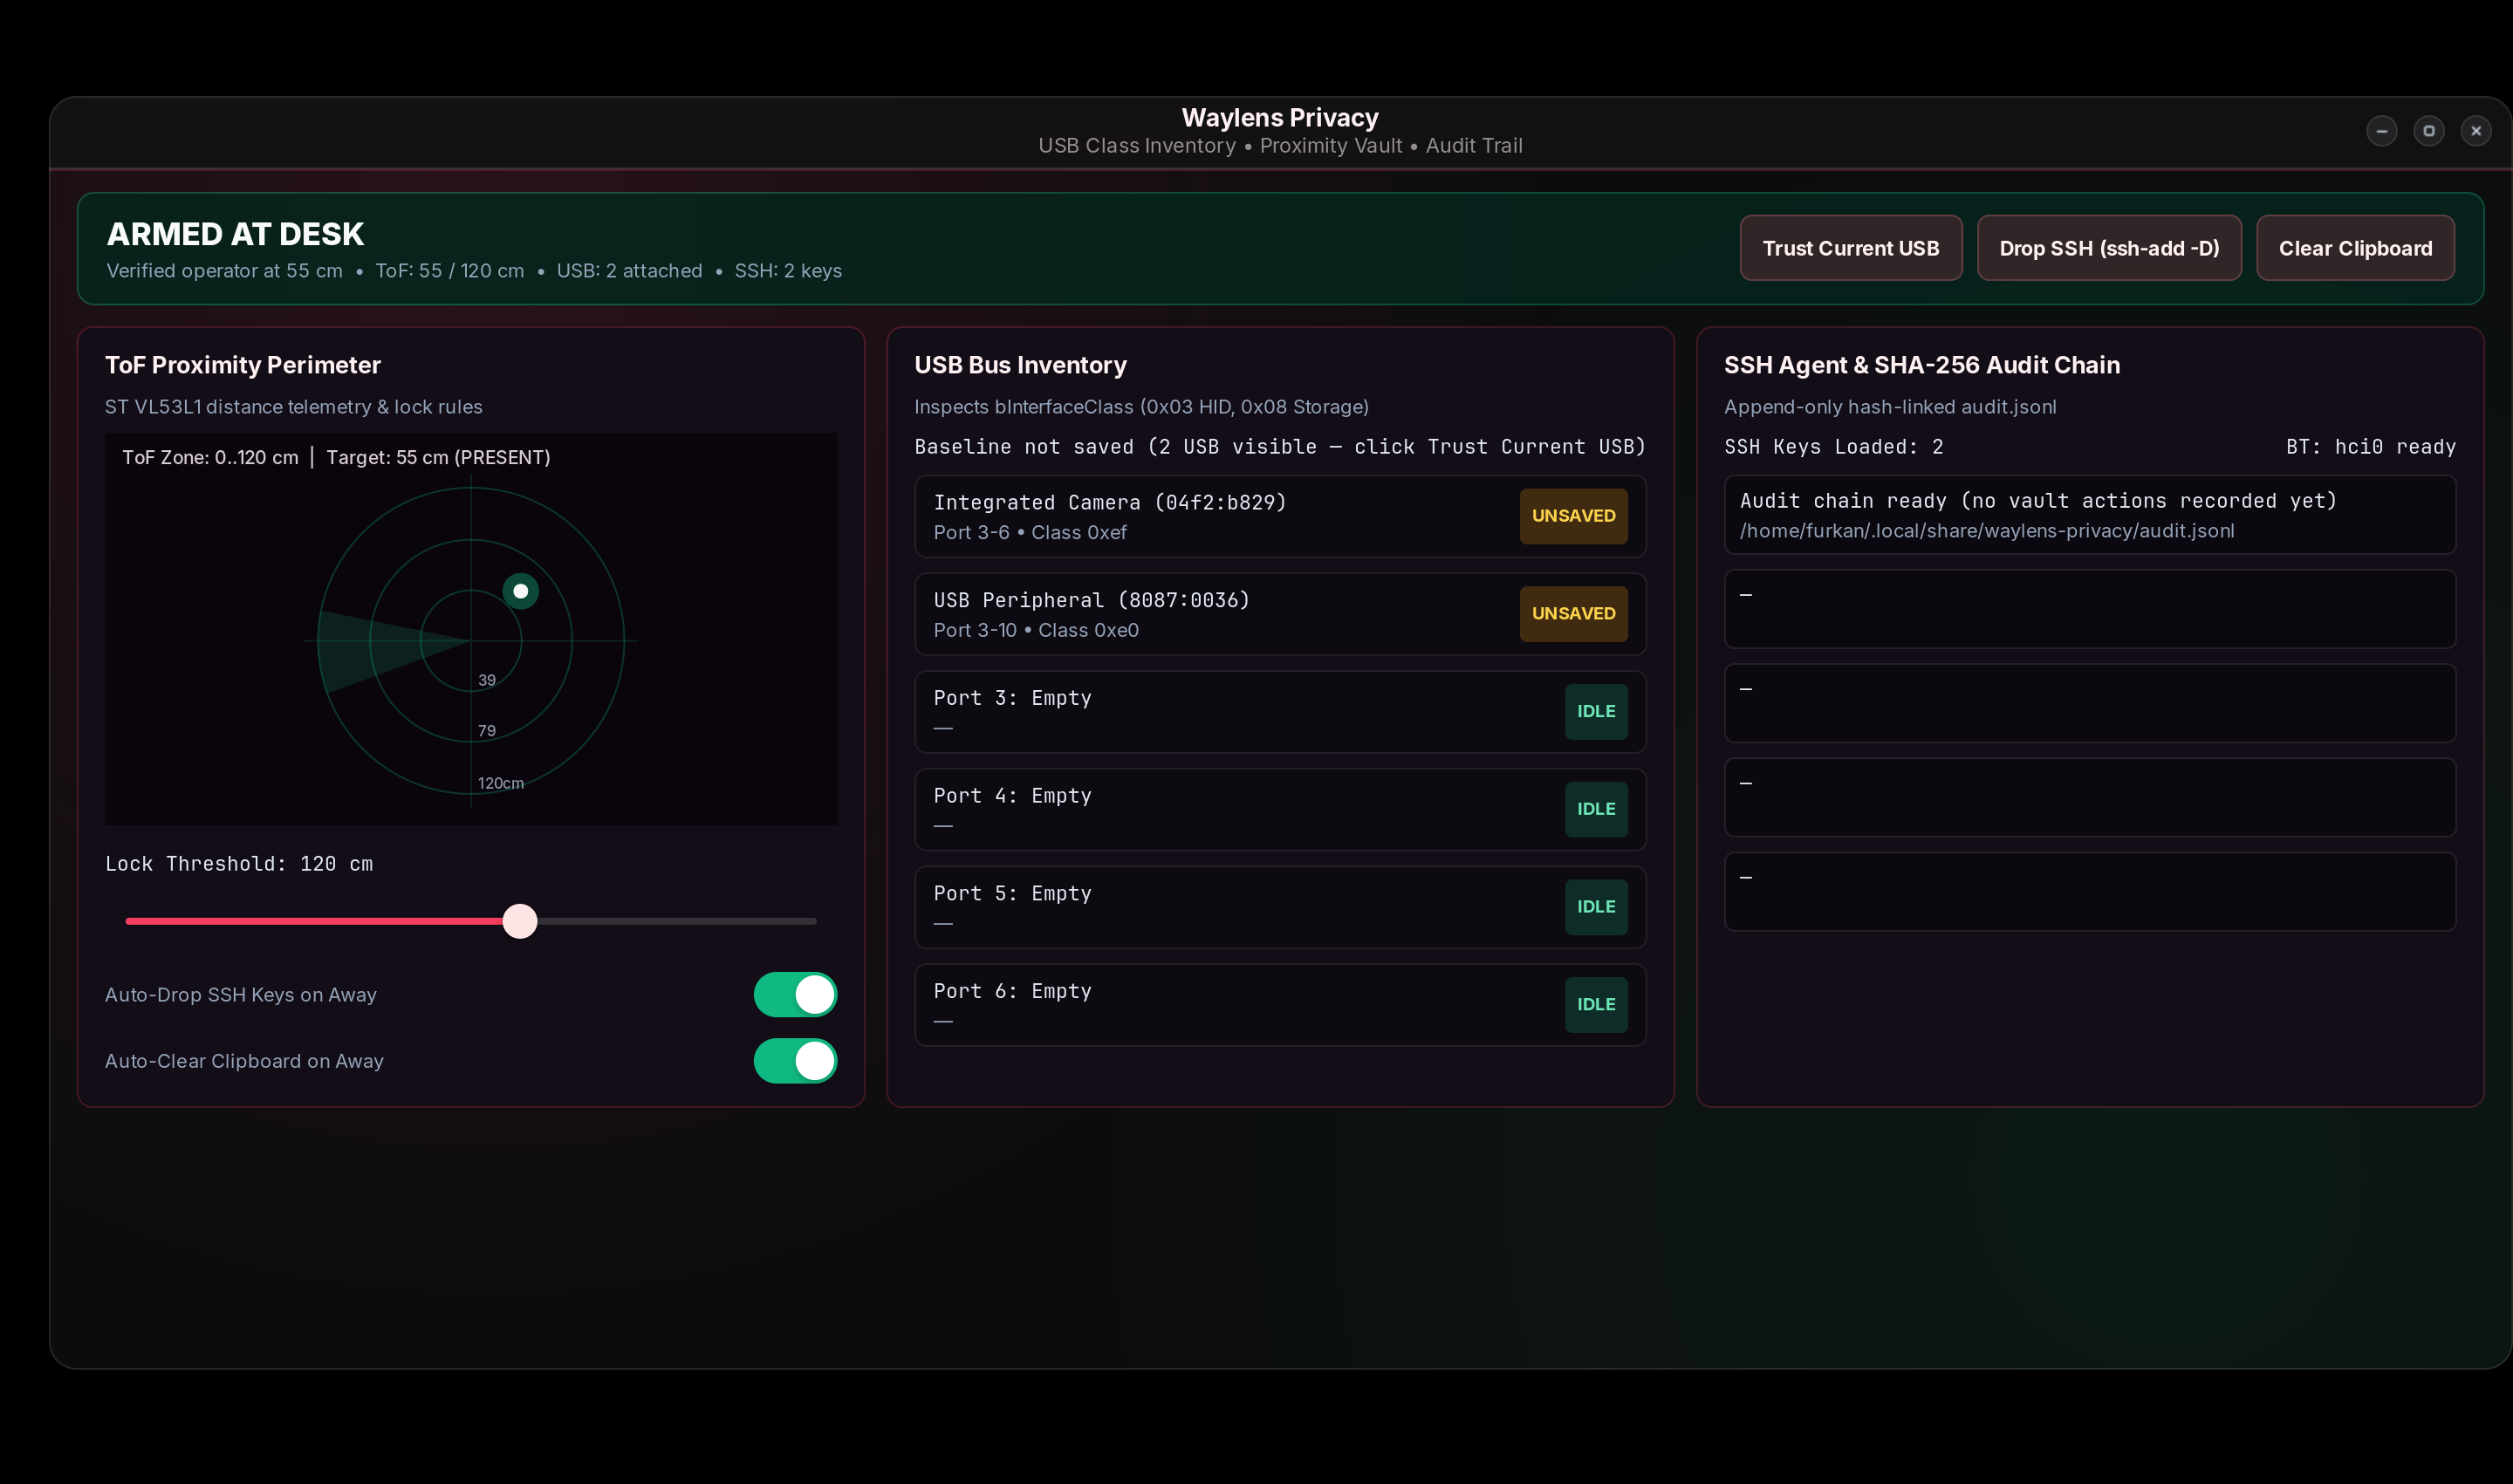 Waylens Privacy
USB Class Inventory • Proximity Vault • Audit Trail
ARMED AT DESK
Verified operator at 55 cm • ToF: 55 / 120 cm • USB: 2 attached • SSH: 2 keys
Trust Current USB
Drop SSH (ssh-add -D)
Clear Clipboard
ToF Proximity Perimeter
ST VL53L1 distance telemetry & lock rules
ToF Zone: 0..120 cm | Target: 55 cm (PRESENT)
39
79
120cm
Lock Threshold: 120 cm
Auto-Drop SSH Keys on Away
Auto-Clear Clipboard on Away
USB Bus Inventory
Inspects bInterfaceClass (0x03 HID, 0x08 Storage)
Baseline not saved (2 USB visible — click Trust Current USB)
Integrated Camera (04f2:b829)
Port 3-6 • Class 0xef
UNSAVED
USB Peripheral (8087:0036)
Port 3-10 • Class 0xe0
UNSAVED
Port 3: Empty
—
IDLE
Port 4: Empty
—
IDLE
Port 5: Empty
—
IDLE
Port 6: Empty
—
IDLE
SSH Agent & SHA-256 Audit Chain
Append-only hash-linked audit.jsonl
SSH Keys Loaded: 2
BT: hci0 ready
Audit chain ready (no vault actions recorded yet)
/home/furkan/.local/share/waylens-privacy/audit.jsonl
—
—
—
—